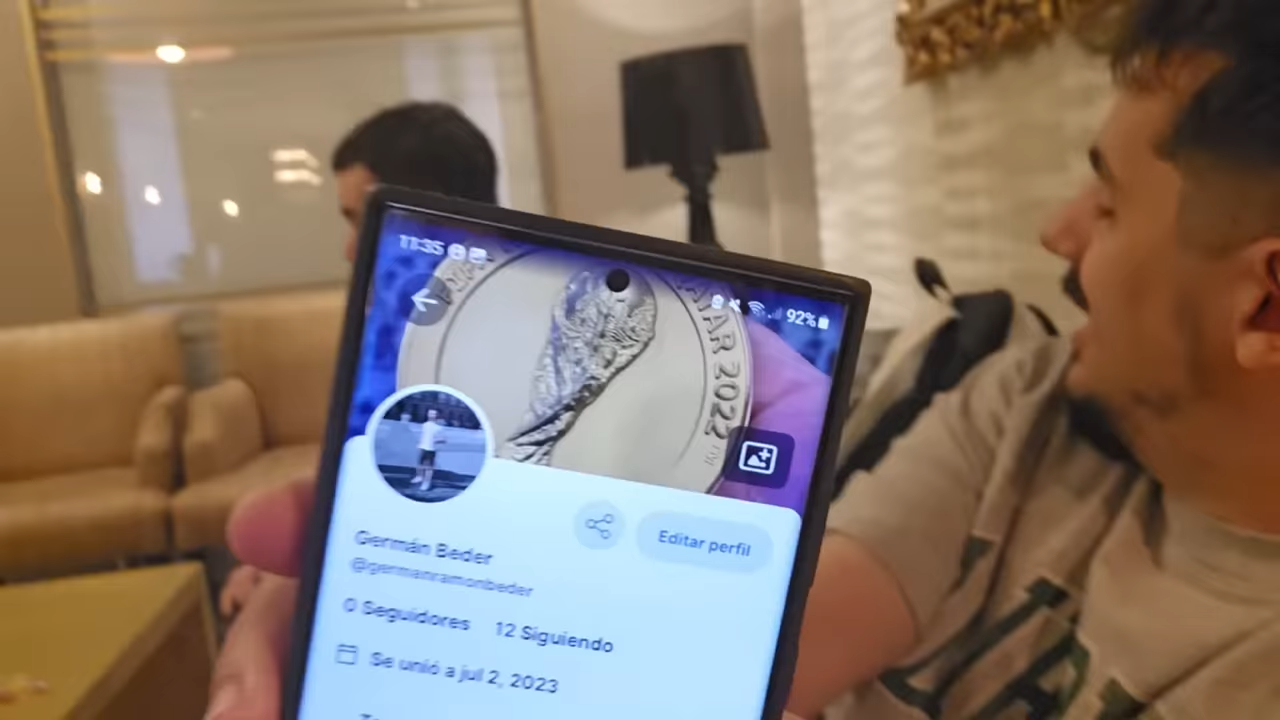 11:35
92%
QATAR 2022
Editar perfil
Germán Beder
@germanramonbeder
0 Seguidores 12 Siguiendo
Se unió a jul 2, 2023